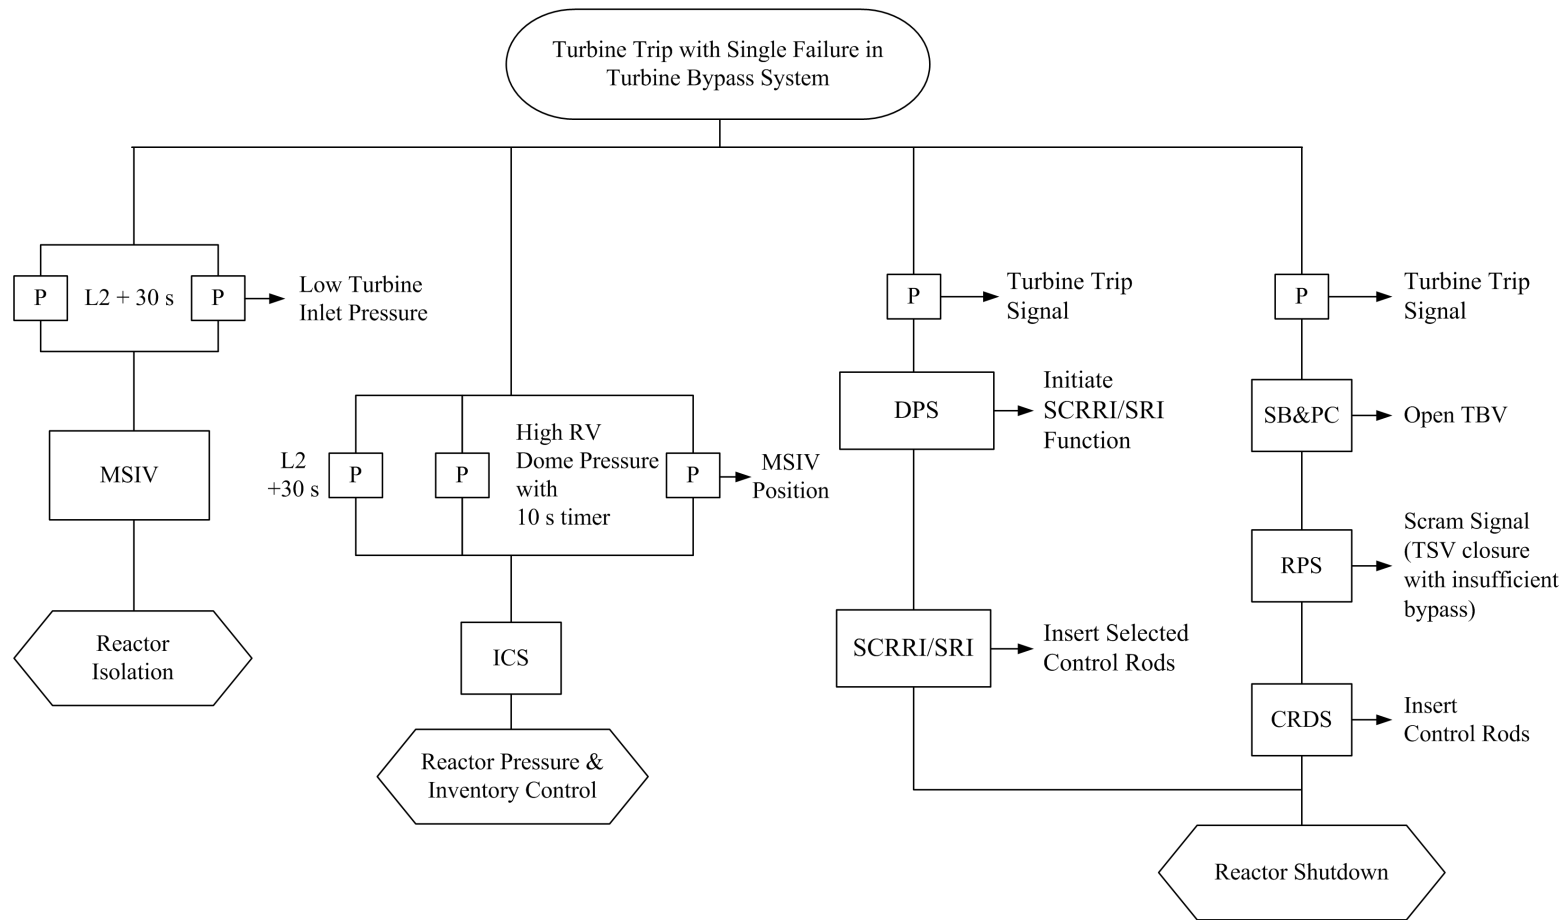 Turbine Trip with Single Failure in
Turbine Bypass System
P
L2 + 30 s
P
Low Turbine
Inlet Pressure
MSIV
Reactor
Isolation
L2
+30 s
P
P
High RV
Dome Pressure
with
10 s timer
P
MSIV
Position
ICS
Reactor Pressure &
Inventory Control
P
Turbine Trip
Signal
DPS
Initiate
SCRRI/SRI
Function
SCRRI/SRI
Insert Selected
Control Rods
P
Turbine Trip
Signal
SB&PC
Open TBV
RPS
Scram Signal
(TSV closure
with insufficient
bypass)
CRDS
Insert
Control Rods
Reactor Shutdown